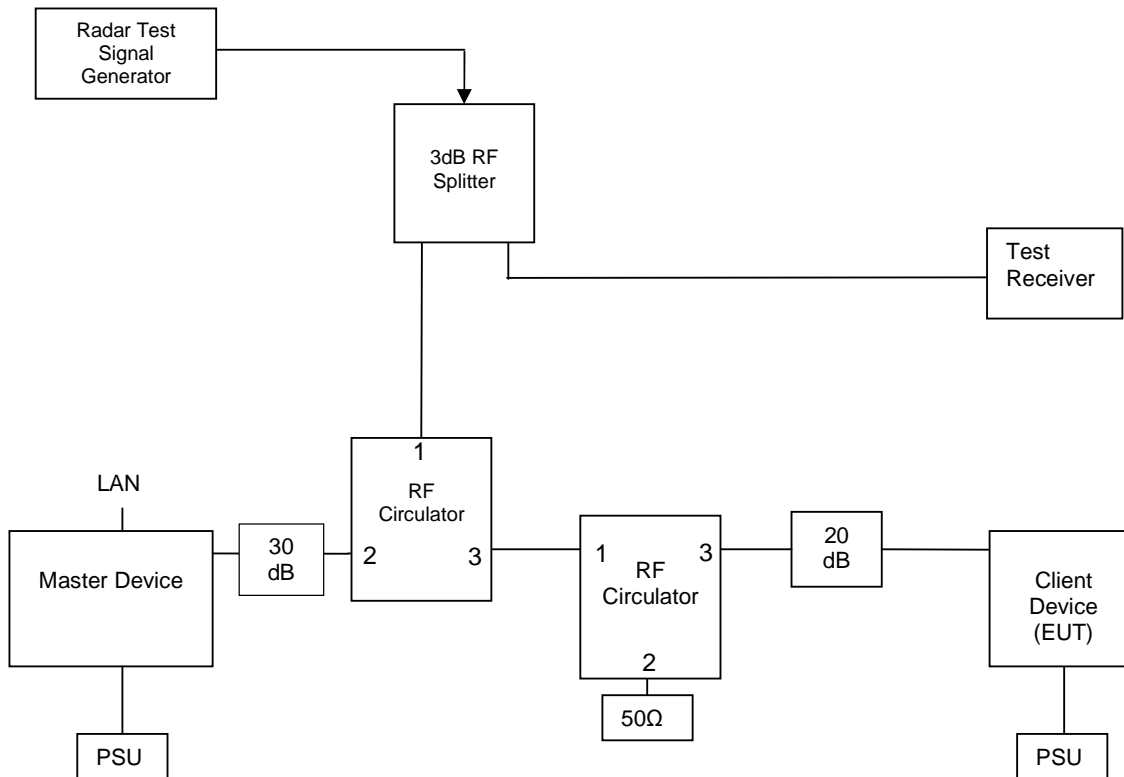 Radar Test
Signal
Generator
3dB RF
Splitter
Test
Receiver
1
RF
Circulator
2
3
LAN
Master Device
30
dB
1
3
RF
Circulator
2
50Ω
20
dB
Client
Device
(EUT)
PSU
PSU